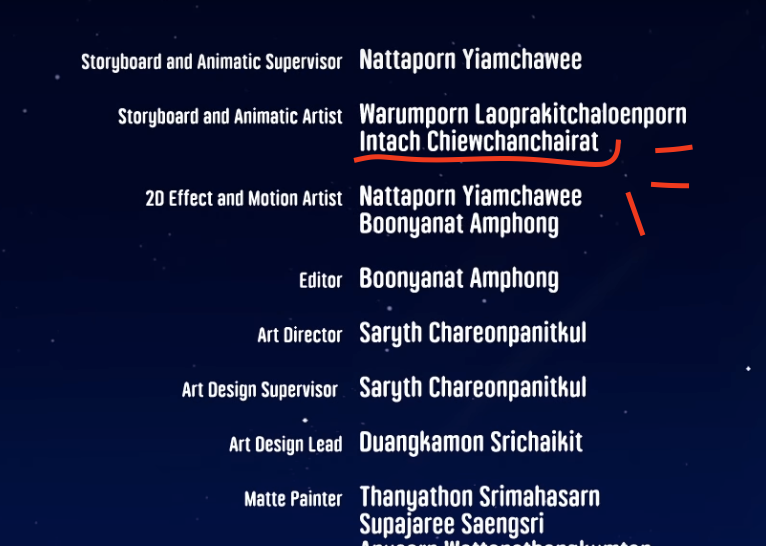 Storyboard and Animatic Supervisor Nattaporn Yiamchawee
Storyboard and Animatic Artist Warumporn Laoprakitchaloenporn
Intach Chiewchanchairat
2D Effect and Motion Artist Nattaporn Yiamchawee
Boonyanat Amphong
Editor Boonyanat Amphong
Art Director Saryth Chareonpanitkul
Art Design Supervisor Saryth Chareonpanitkul
Art Design Lead Duangkamon Srichaikit
Matte Painter Thanyathon Srimahasarn
Supajaree Saengsri